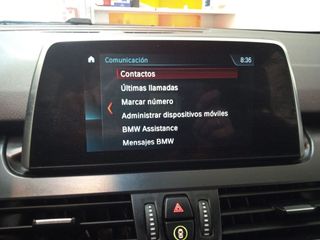 Comunicación
8:36
Contactos
Últimas llamadas
Marcar número
Administrar dispositivos móviles
BMW Assistance
Mensajes BMW